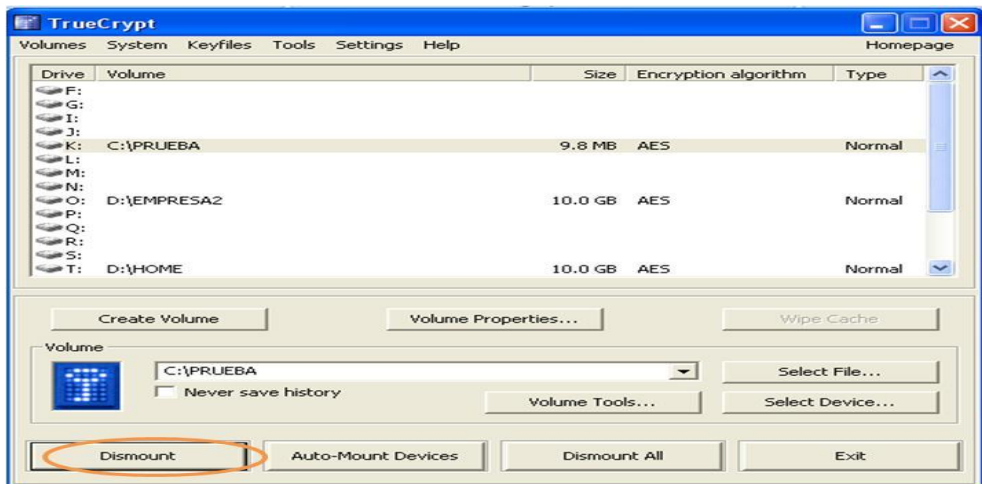 TrueCrypt
Volumes System Keyfiles Tools Settings Help Homepage
Drive Volume Size Encryption algorithm Type
F:
G:
I:
J:
K: C:\PRUEBA 9.8 MB AES Normal
L:
M:
N:
O: D:\EMPRESA2 10.0 GB AES Normal
P:
Q:
R:
S:
T: D:\HOME 10.0 GB AES Normal
Create Volume Volume Properties... Wipe Cache
Volume
C:\PRUEBA Select File...
Never save history Volume Tools... Select Device...
Dismount Auto-Mount Devices Dismount All Exit